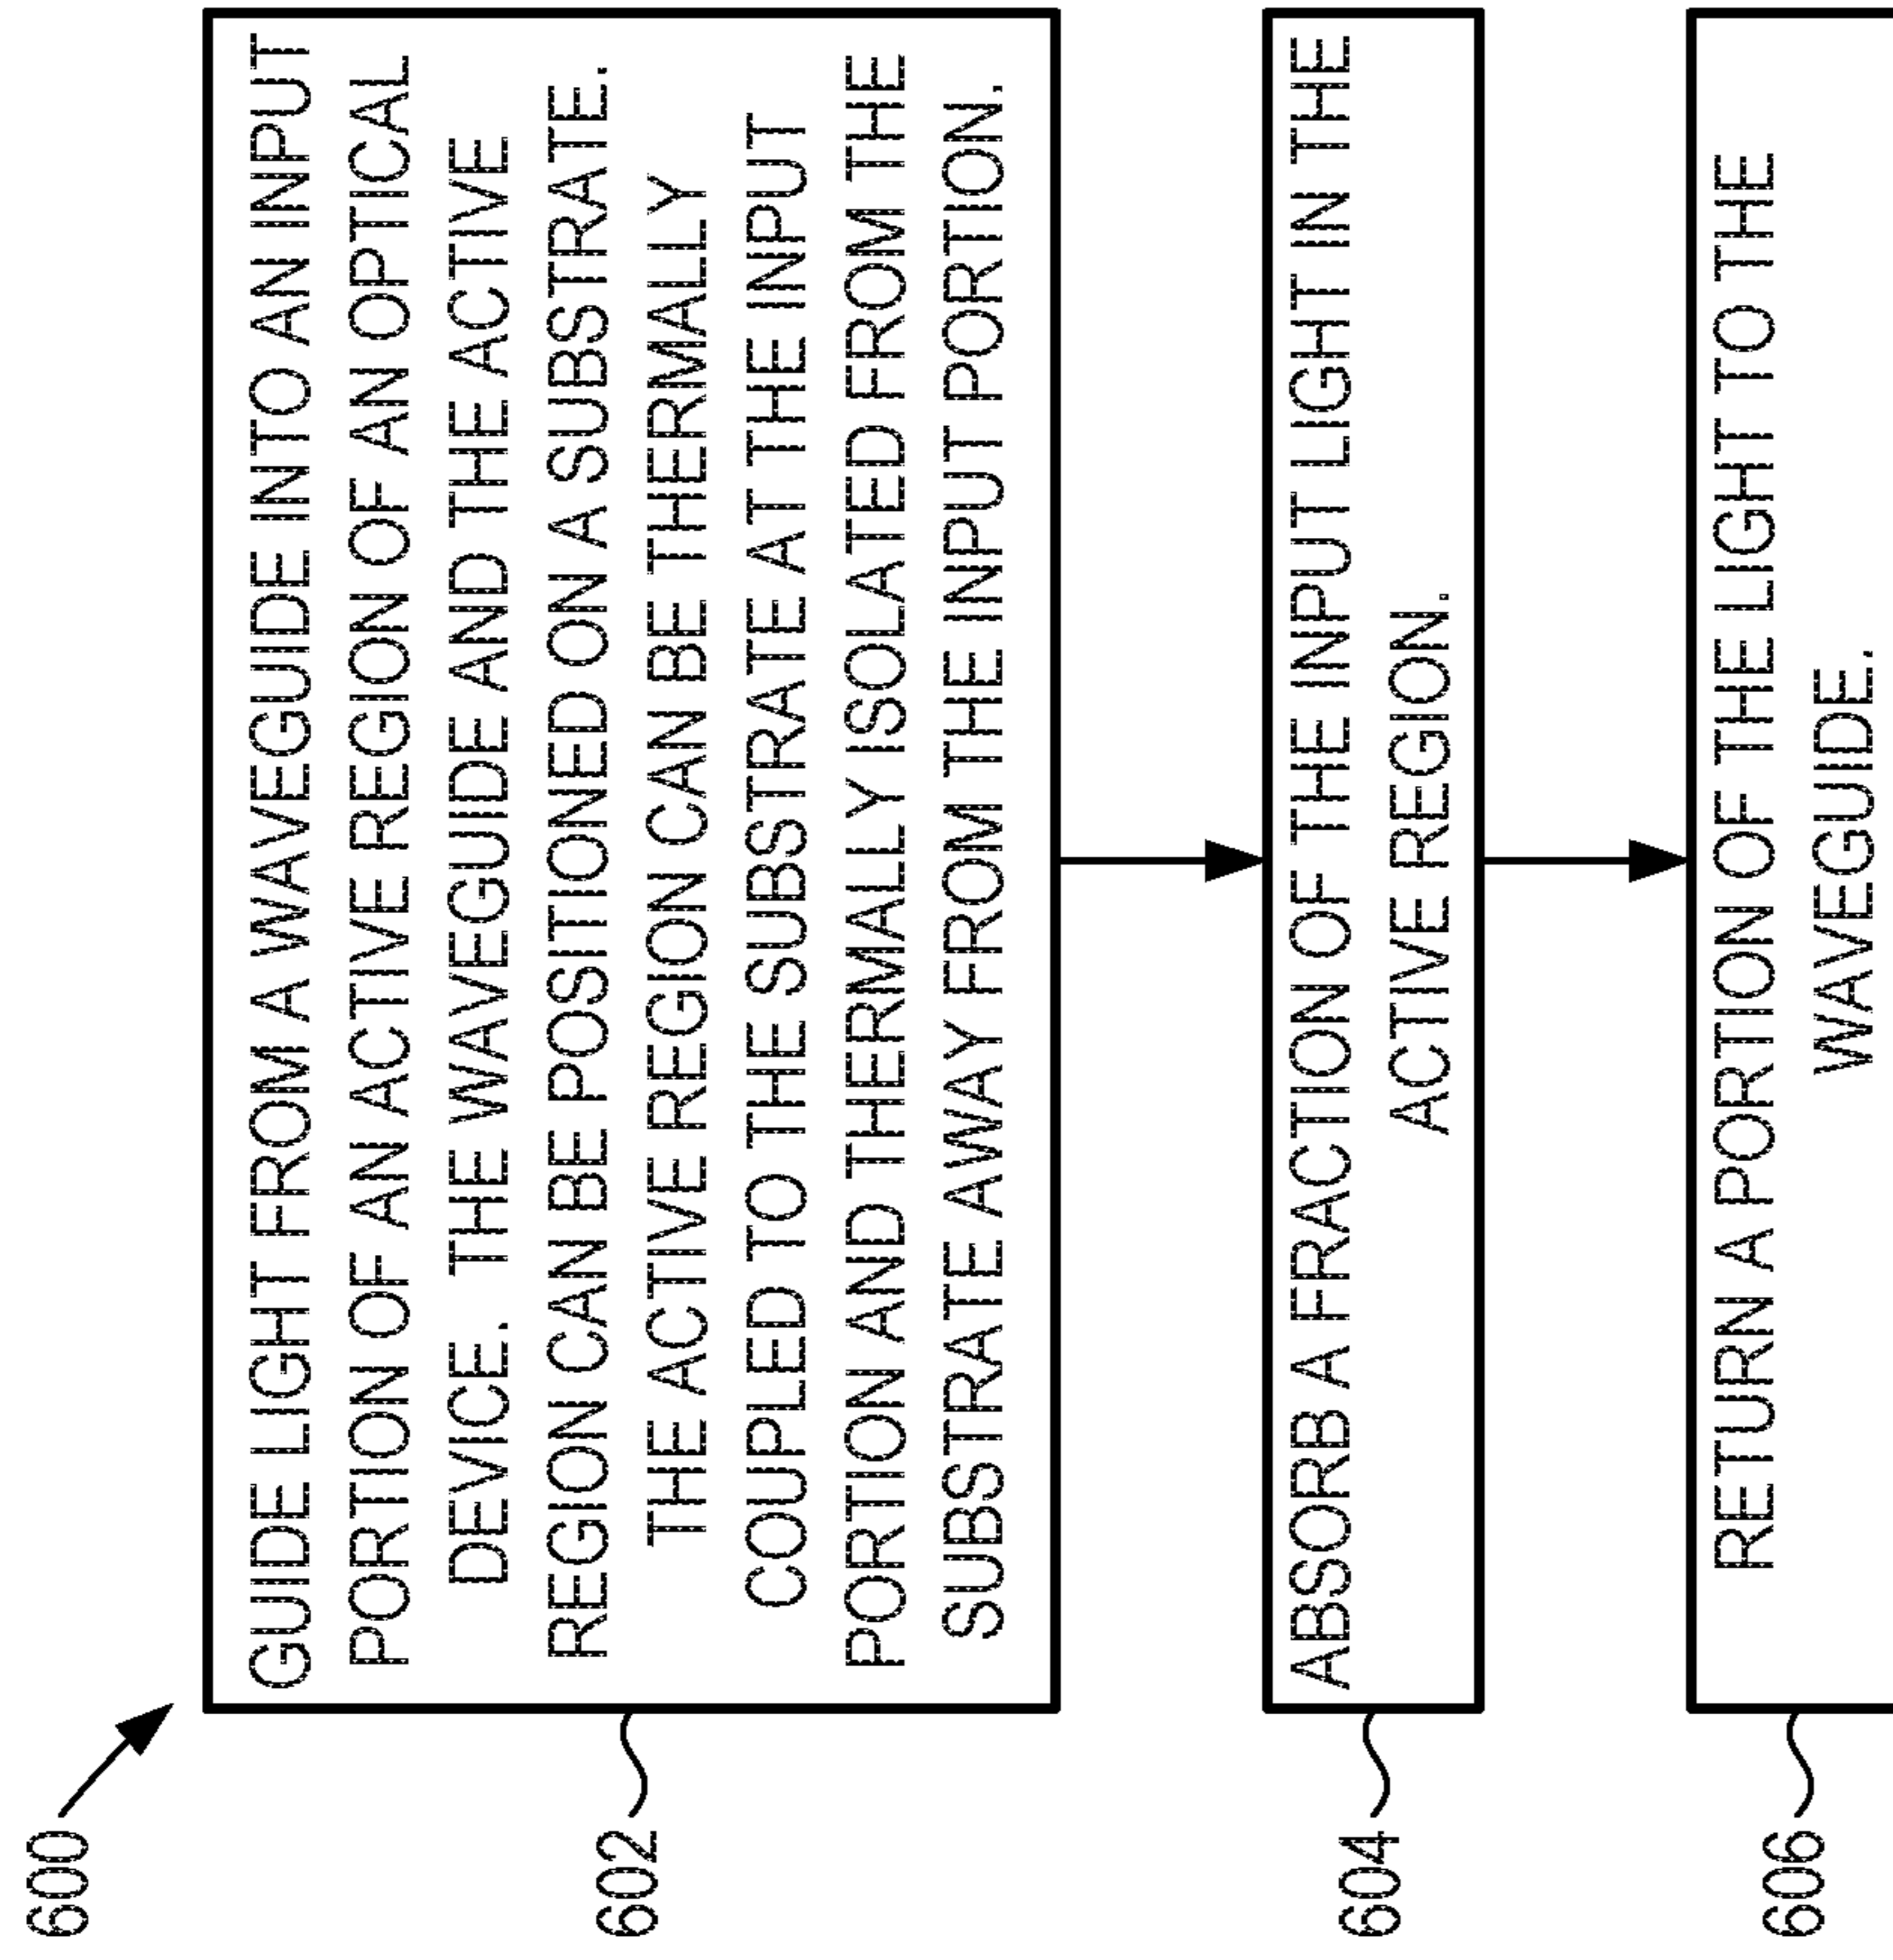 600
602
GUIDE LIGHT FROM A WAVEGUIDE INTO AN INPUT
PORTION OF AN ACTIVE REGION OF AN OPTICAL
DEVICE. THE WAVEGUIDE AND THE ACTIVE
REGION CAN BE POSITIONED ON A SUBSTRATE.
THE ACTIVE REGION CAN BE THERMALLY
COUPLED TO THE SUBSTRATE AT THE INPUT
PORTION AND THERMALLY ISOLATED FROM THE
SUBSTRATE AWAY FROM THE INPUT PORTION.
604
ABSORB A FRACTION OF THE INPUT LIGHT IN THE
ACTIVE REGION.
606
RETURN A PORTION OF THE LIGHT TO THE
WAVEGUIDE.